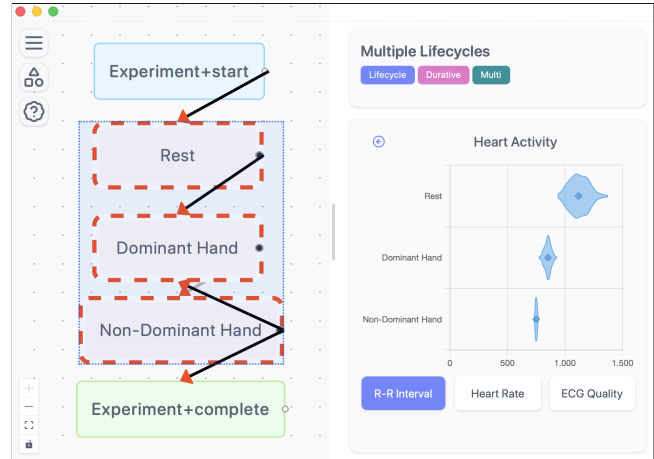 Experiment+start
Rest
Dominant Hand
Non-Dominant Hand
Experiment+complete
Multiple Lifecycles
Lifecycle
Durative
Multi
Heart Activity
Rest
Dominant Hand
Non-Dominant Hand
0
500
1.000
1.500
R-R Interval
Heart Rate
ECG Quality